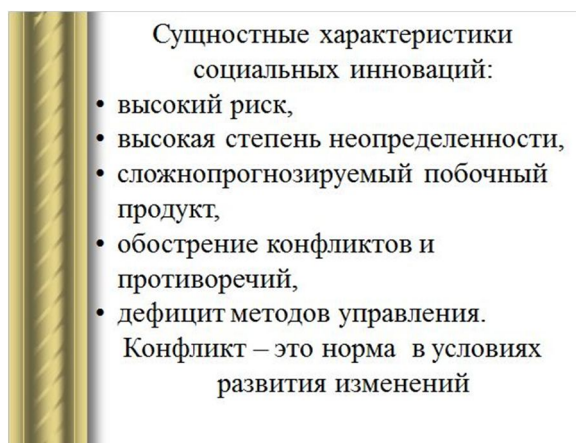 Сущностные характеристики
социальных инноваций:
• высокий риск,
• высокая степень неопределенности,
• сложнопрогнозируемый побочный
продукт,
• обострение конфликтов и
противоречий,
• дефицит методов управления.
Конфликт – это норма в условиях
развития изменений